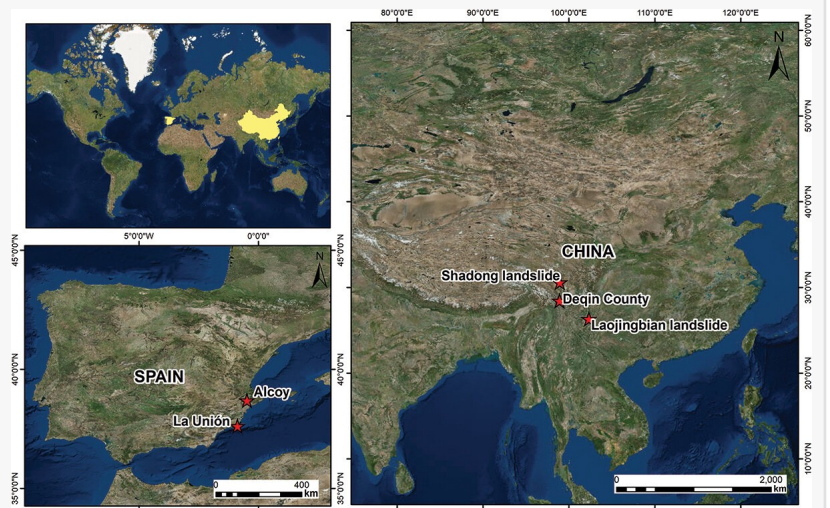 80°0'0"E 90°0'0"E 100°0'0"E 110°0'0"E 120°0'0"E
60°0'0"N
50°0'0"N
40°0'0"N
30°0'0"N
20°0'0"N
10°0'0"N
N
CHINA
Shadong landslide
Deqin County
Laojingbian landslide
0 2,000
km
5°0'0"W 0°0'0"
45°0'0"N 45°0'0"N
40°0'0"N 40°0'0"N
35°0'0"N 35°0'0"N
N
SPAIN
Alcoy
La Unión
0 400
km